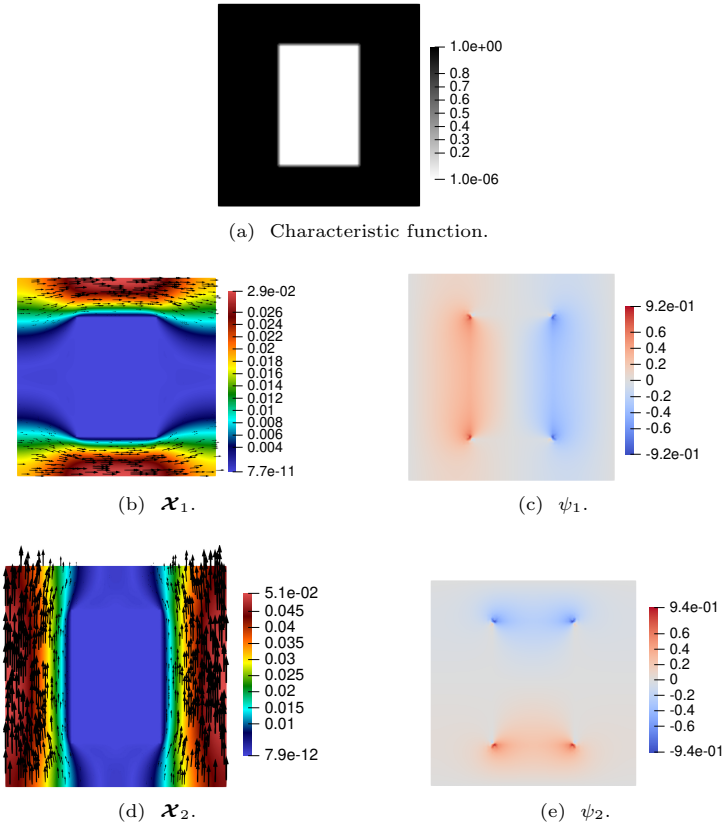 1.0e+00
0.8
0.7
0.6
0.5
0.4
0.3
0.2
1.0e-06
(a) Characteristic function.
2.9e-02
0.026
0.024
0.022
0.02
0.018
0.016
0.014
0.012
0.01
0.008
0.006
0.004
7.7e-11
9.2e-01
0.6
0.4
0.2
0
-0.2
-0.4
-0.6
-9.2e-01
(b) 𝓧₁.
(c) ψ₁.
5.1e-02
0.045
0.04
0.035
0.03
0.025
0.02
0.015
0.01
7.9e-12
9.4e-01
0.6
0.4
0.2
0
-0.2
-0.4
-0.6
-9.4e-01
(d) 𝓧₂.
(e) ψ₂.